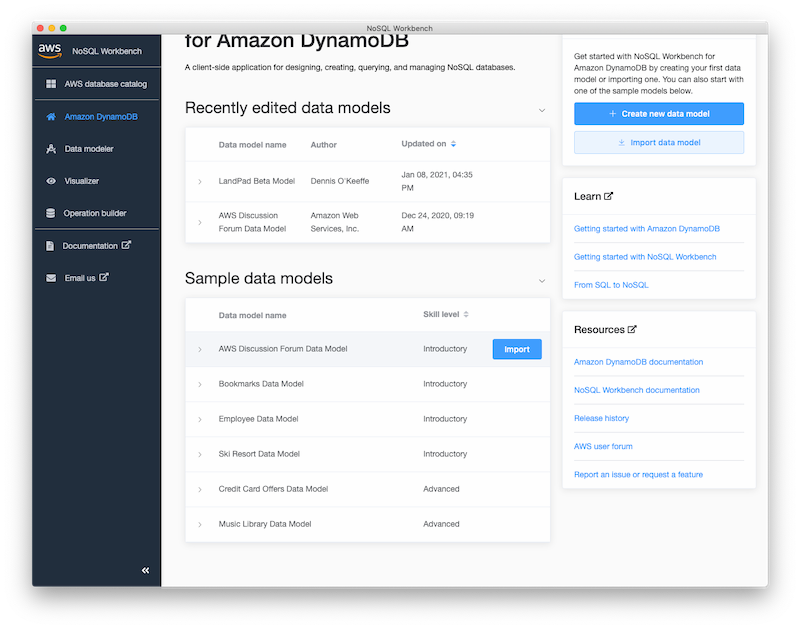 NoSQL Workbench
aws NoSQL Workbench
AWS database catalog
Amazon DynamoDB
Data modeler
Visualizer
Operation builder
Documentation
Email us
for Amazon DynamoDB
A client-side application for designing, creating, querying, and managing NoSQL databases.
Recently edited data models
Data model name Author Updated on
LandPad Beta Model Dennis O'Keeffe Jan 08, 2021, 04:35
PM
AWS Discussion Amazon Web Dec 24, 2020, 09:19
Forum Data Model Services, Inc. AM
Sample data models
Data model name Skill level
AWS Discussion Forum Data Model Introductory Import
Bookmarks Data Model Introductory
Employee Data Model Introductory
Ski Resort Data Model Introductory
Credit Card Offers Data Model Advanced
Music Library Data Model Advanced
Get started with NoSQL Workbench for
Amazon DynamoDB by creating your first data
model or importing one. You can also start with
one of the sample models below.
Create new data model
Import data model
Learn
Getting started with Amazon DynamoDB
Getting started with NoSQL Workbench
From SQL to NoSQL
Resources
Amazon DynamoDB documentation
NoSQL Workbench documentation
Release history
AWS user forum
Report an issue or request a feature